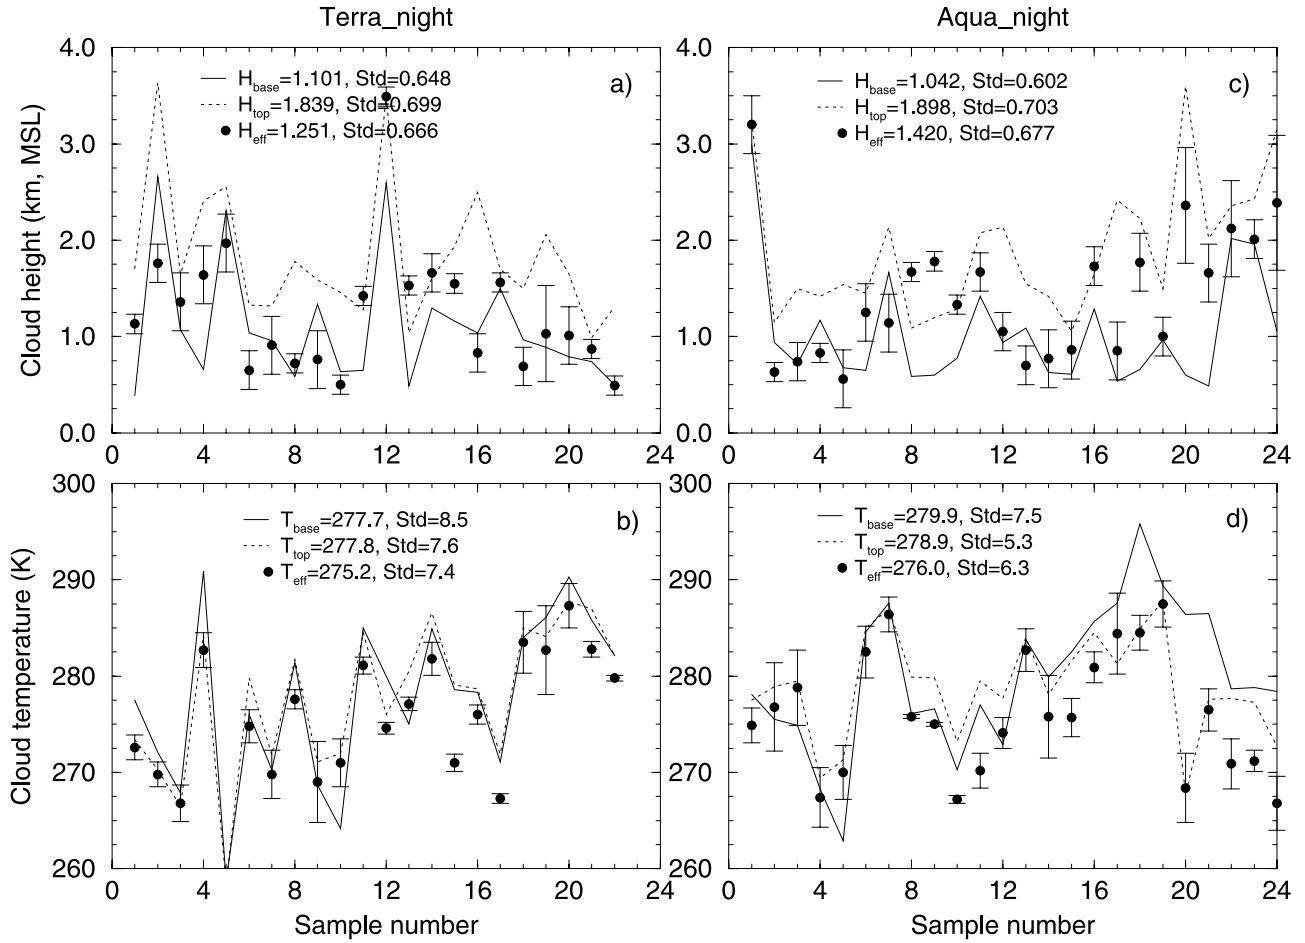 Terra_night
Aqua_night
Cloud height (km, MSL)
4.0
3.0
2.0
1.0
0.0
H_base=1.101, Std=0.648
H_top=1.839, Std=0.699
H_eff=1.251, Std=0.666
a)
0 4 8 12 16 20 24
4.0
3.0
2.0
1.0
0.0
H_base=1.042, Std=0.602
H_top=1.898, Std=0.703
H_eff=1.420, Std=0.677
c)
0 4 8 12 16 20 24
Cloud temperature (K)
300
290
280
270
260
T_base=277.7, Std=8.5
T_top=277.8, Std=7.6
T_eff=275.2, Std=7.4
b)
0 4 8 12 16 20 24
Sample number
300
290
280
270
260
T_base=279.9, Std=7.5
T_top=278.9, Std=5.3
T_eff=276.0, Std=6.3
d)
0 4 8 12 16 20 24
Sample number